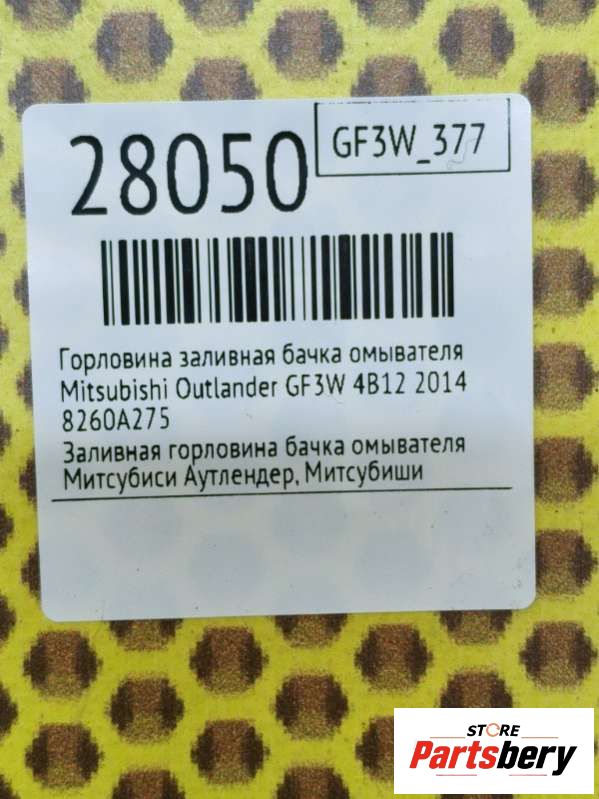 28050
GF3W_377
Горловина заливная бачка омывателя
Mitsubishi Outlander GF3W 4B12 2014
8260A275
Заливная горловина бачка омывателя
Митсубиси Аутлендер, Митсубиши
STORE
Partsbery